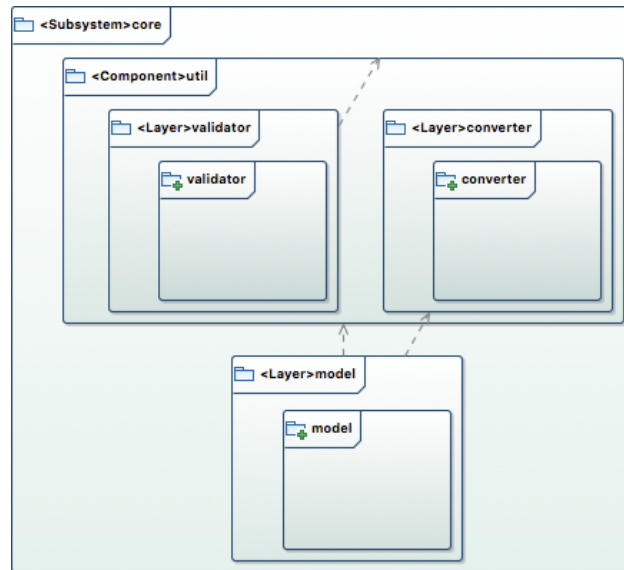 <Subsystem>core
<Component>util
<Layer>validator
<Layer>converter
validator
converter
<Layer>model
model